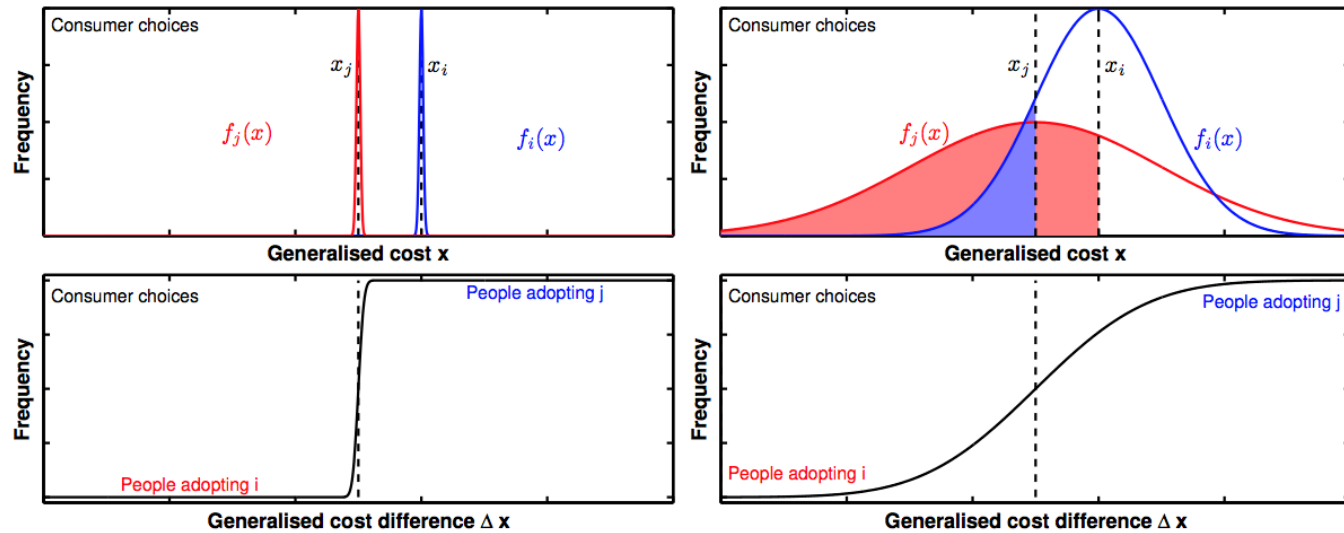 Consumer choices
x_j
x_i
f_j(x)
f_i(x)
Frequency
Generalised cost x
Consumer choices
x_j
x_i
f_j(x)
f_i(x)
Frequency
Generalised cost x
Consumer choices
People adopting j
Frequency
People adopting i
Generalised cost difference Δ x
Consumer choices
People adopting j
Frequency
People adopting i
Generalised cost difference Δ x